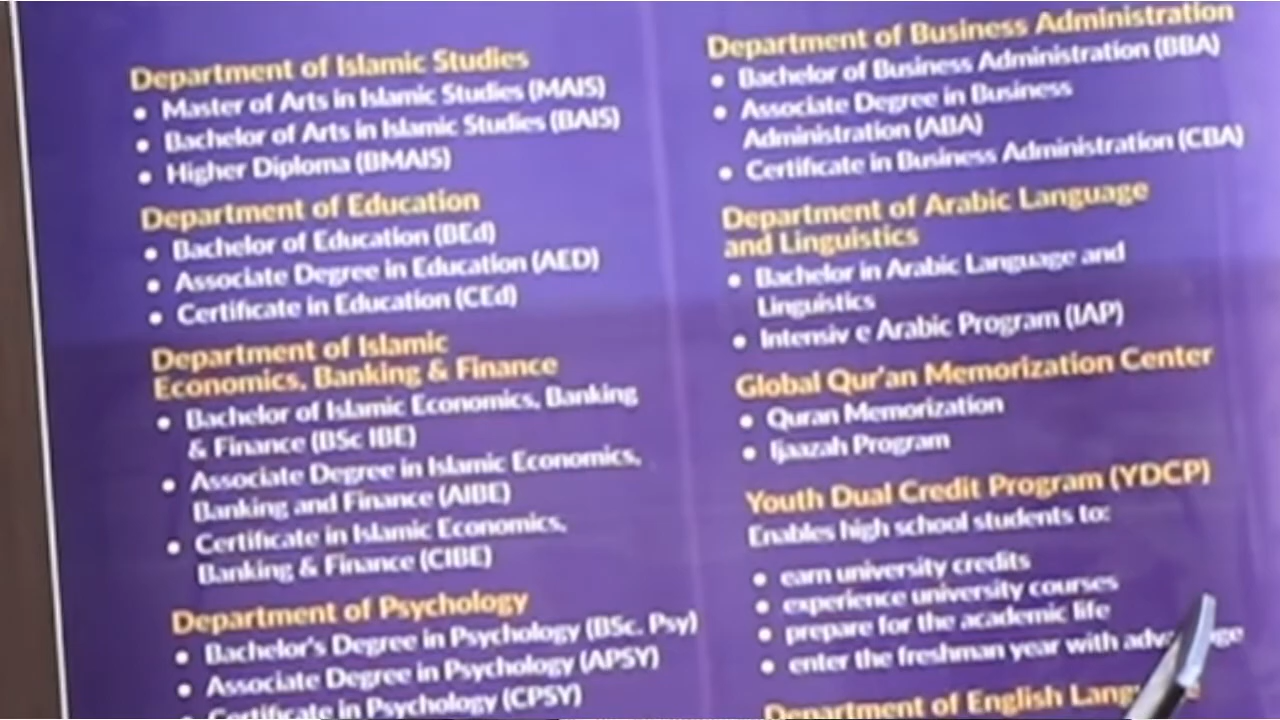 Department of Islamic Studies
• Master of Arts in Islamic Studies (MAIS)
• Bachelor of Arts in Islamic Studies (BAIS)
• Higher Diploma (BMAIS)
Department of Education
• Bachelor of Education (BEd)
• Associate Degree in Education (AED)
• Certificate in Education (CEd)
Department of Islamic
Economics, Banking & Finance
• Bachelor of Islamic Economics, Banking
& Finance (BSc IBE)
• Associate Degree in Islamic Economics,
Banking and Finance (AIBE)
• Certificate in Islamic Economics,
Banking & Finance (CIBE)
Department of Psychology
• Bachelor's Degree in Psychology (BSc. Psy)
• Associate Degree in Psychology (APSY)
• Certificate in Psychology (CPSY)
Department of Business Administration
• Bachelor of Business Administration (BBA)
• Associate Degree in Business
Administration (ABA)
• Certificate in Business Administration (CBA)
Department of Arabic Language
and Linguistics
• Bachelor in Arabic Language and
Linguistics
• Intensiv e Arabic Program (IAP)
Global Qur'an Memorization Center
• Quran Memorization
• Ijaazah Program
Youth Dual Credit Program (YDCP)
Enables high school students to:
• earn university credits
• experience university courses
• prepare for the academic life
• enter the freshman year with
Department of English